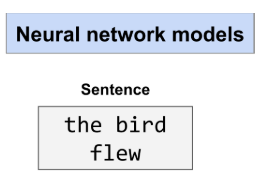 Neural network models
Sentence
the bird
flew